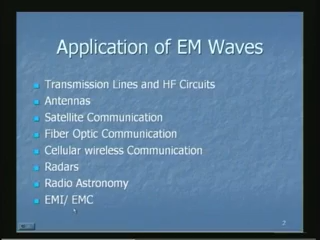 Application of EM Waves
Transmission Lines and HF Circuits
Antennas
Satellite Communication
Fiber Optic Communication
Cellular wireless Communication
Radars
Radio Astronomy
EMI/ EMC
2